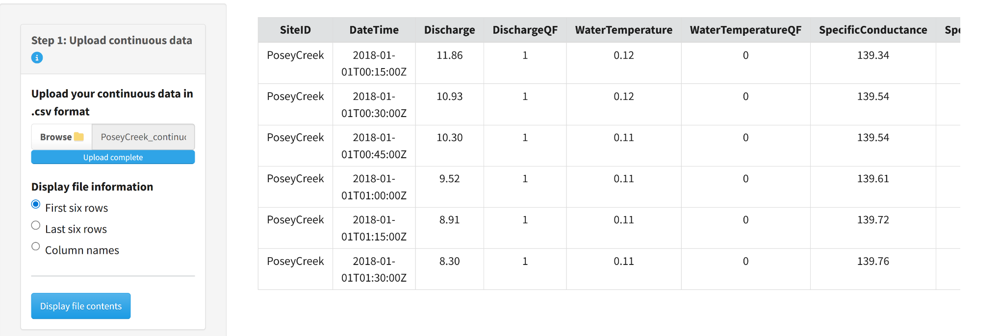 Step 1: Upload continuous data
Upload your continuous data in
.csv format
Browse PoseyCreek_continuc
Upload complete
Display file information
First six rows
Last six rows
Column names
Display file contents
SiteID DateTime Discharge DischargeQF WaterTemperature WaterTemperatureQF SpecificConductance Spe
PoseyCreek 2018-01- 11.86 1 0.12 0 139.34
01T00:15:00Z
PoseyCreek 2018-01- 10.93 1 0.12 0 139.54
01T00:30:00Z
PoseyCreek 2018-01- 10.30 1 0.11 0 139.54
01T00:45:00Z
PoseyCreek 2018-01- 9.52 1 0.11 0 139.61
01T01:00:00Z
PoseyCreek 2018-01- 8.91 1 0.11 0 139.72
01T01:15:00Z
PoseyCreek 2018-01- 8.30 1 0.11 0 139.76
01T01:30:00Z